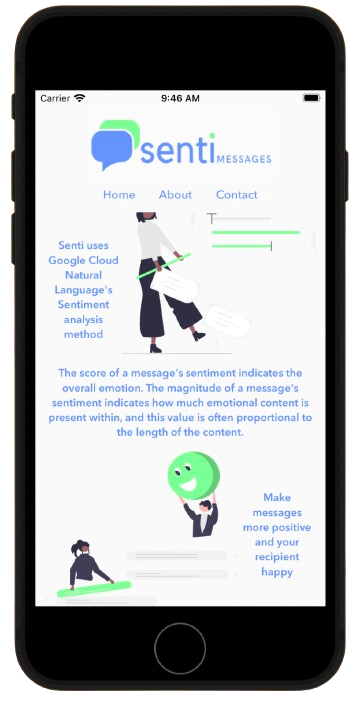 Carrier 9:46 AM
senti MESSAGES
Home About Contact
Senti uses
Google Cloud
Natural
Language's
Sentiment
analysis
method
The score of a message's sentiment indicates the
overall emotion. The magnitude of a message's
sentiment indicates how much emotional content is
present within, and this value is often proportional to
the length of the content.
Make
messages
more positive
and your
recipient
happy